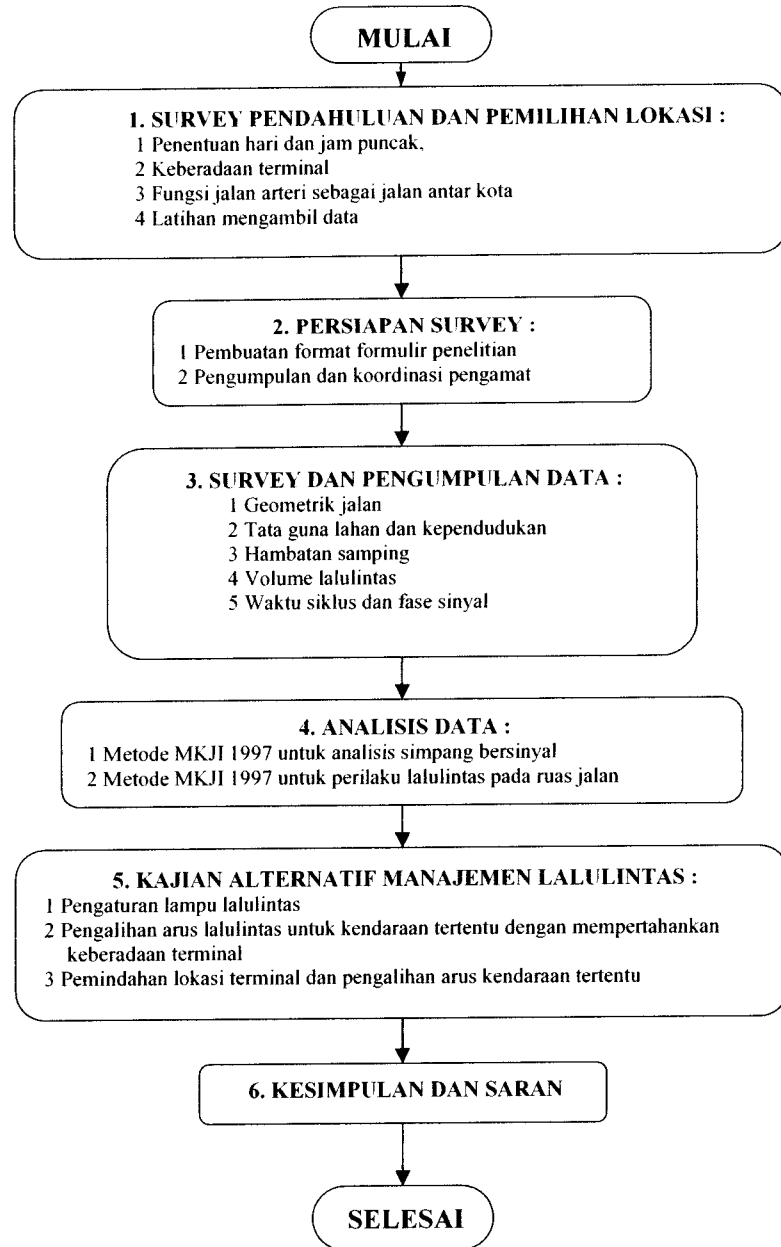 MULAI
1. SURVEY PENDAHULUAN DAN PEMILIHAN LOKASI :
1 Penentuan hari dan jam puncak,
2 Keberadaan terminal
3 Fungsi jalan arteri sebagai jalan antar kota
4 Latihan mengambil data
2. PERSIAPAN SURVEY :
1 Pembuatan format formulir penelitian
2 Pengumpulan dan koordinasi pengamat
3. SURVEY DAN PENGUMPULAN DATA :
1 Geometrik jalan
2 Tata guna lahan dan kependudukan
3 Hambatan samping
4 Volume lalulintas
5 Waktu siklus dan fase sinyal
4. ANALISIS DATA :
1 Metode MKJI 1997 untuk analisis simpang bersinyal
2 Metode MKJI 1997 untuk perilaku lalulintas pada ruas jalan
5. KAJIAN ALTERNATIF MANAJEMEN LALULINTAS :
1 Pengaturan lampu lalulintas
2 Pengalihan arus lalulintas untuk kendaraan tertentu dengan mempertahankan
keberadaan terminal
3 Pemindahan lokasi terminal dan pengalihan arus kendaraan tertentu
6. KESIMPULAN DAN SARAN
SELESAI